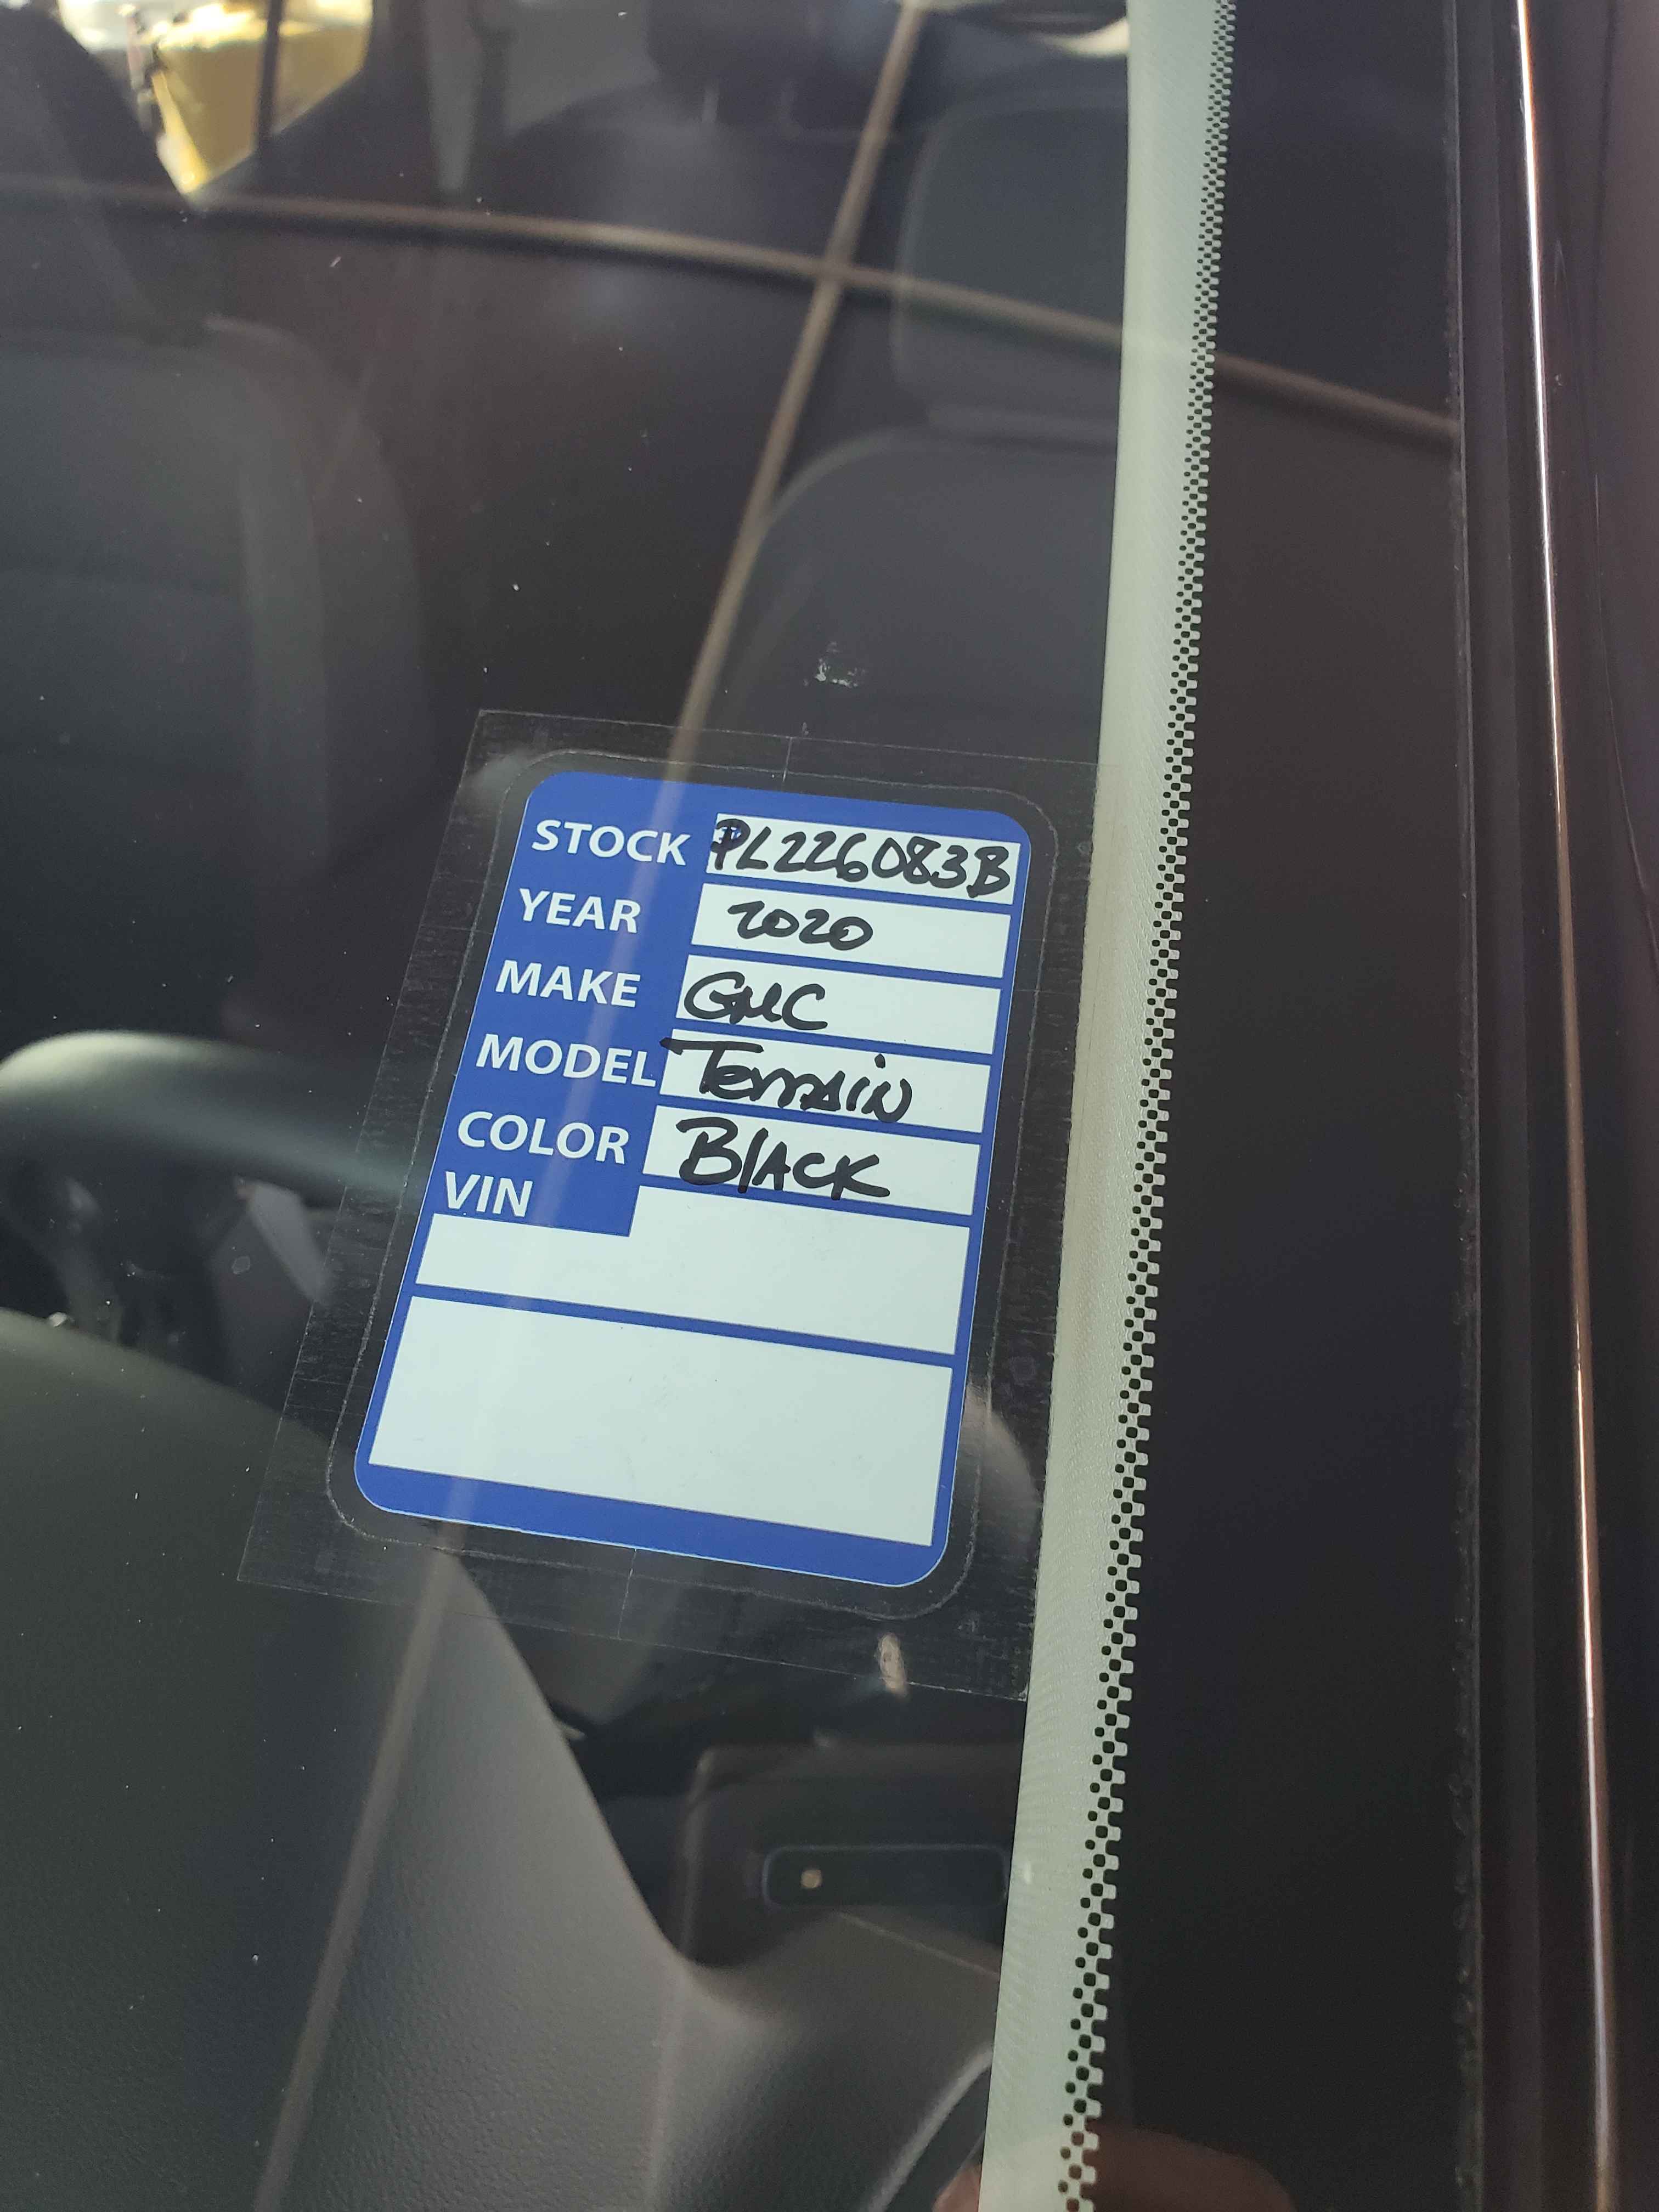 STOCK PL226083B
YEAR 2020
MAKE GMC
MODEL Terrain
COLOR BlACK
VIN